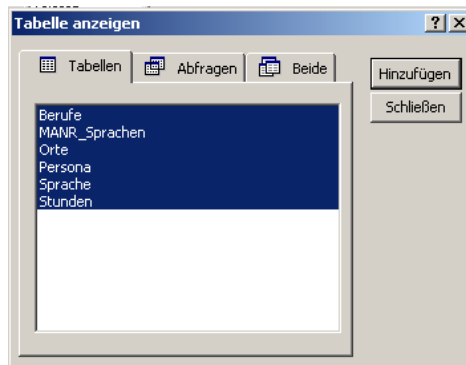 Tabelle anzeigen
Tabellen
Abfragen
Beide
Hinzufügen
Schließen
Berufe
MANR_Sprachen
Orte
Persona
Sprache
Stunden